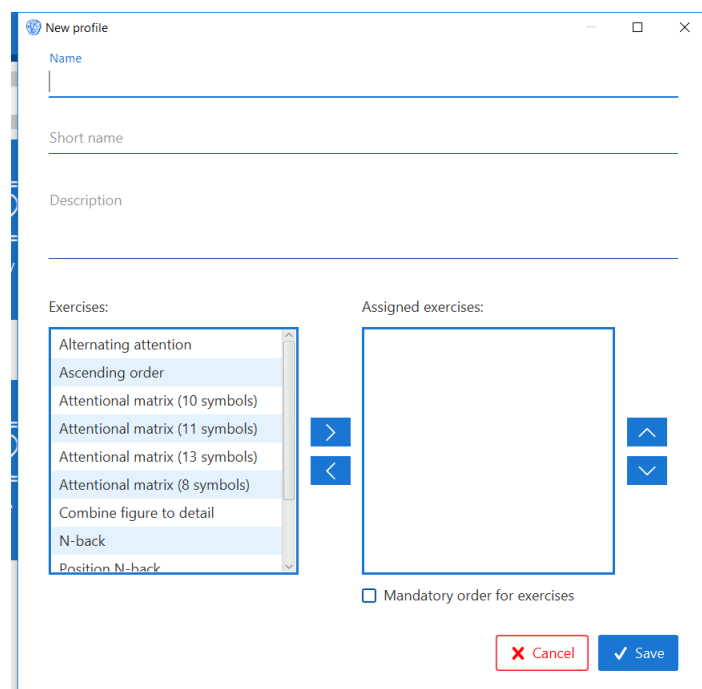 New profile
Name
Short name
Description
Exercises:
Assigned exercises:
Alternating attention
Ascending order
Attentional matrix (10 symbols)
Attentional matrix (11 symbols)
Attentional matrix (13 symbols)
Attentional matrix (8 symbols)
Combine figure to detail
N-back
Position N-back
Mandatory order for exercises
Cancel
Save